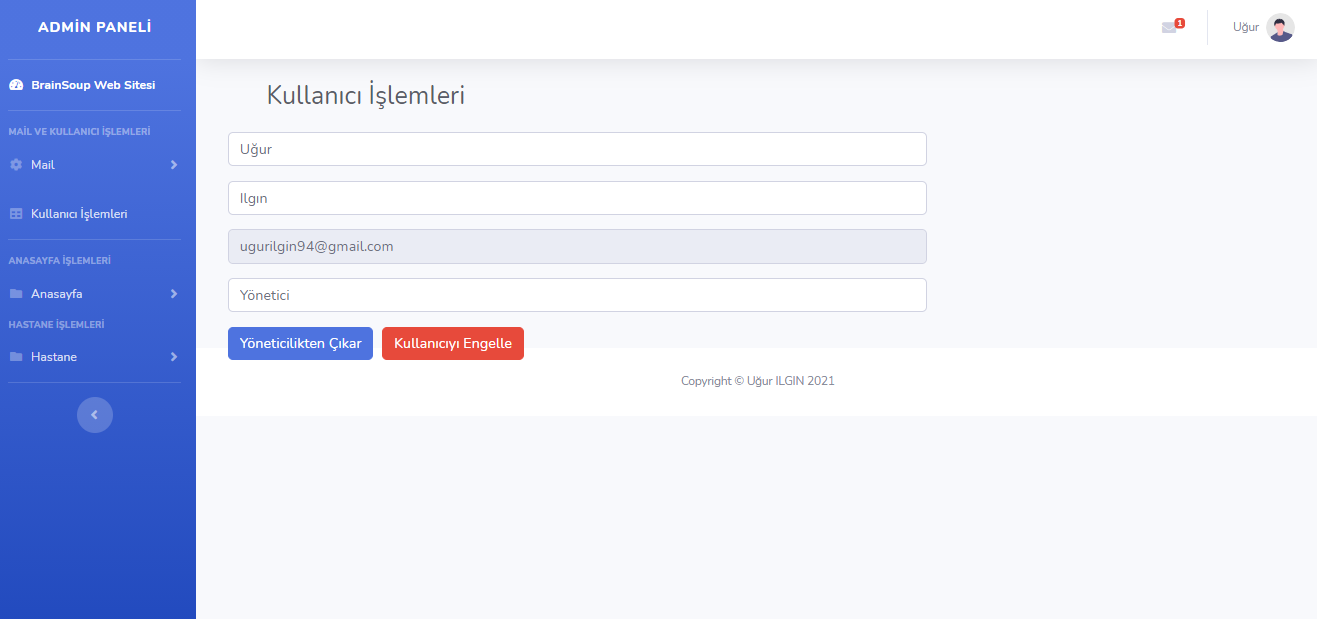 ADMİN PANELİ
1
Uğur
BrainSoup Web Sitesi
MAİL VE KULLANICI İŞLEMLERİ
Mail
Kullanıcı İşlemleri
ANASAYFA İŞLEMLERİ
Anasayfa
HASTANE İŞLEMLERİ
Hastane
Kullanıcı İşlemleri
Uğur
Ilgın
ugurilgin94@gmail.com
Yönetici
Yöneticilikten Çıkar
Kullanıcıyı Engelle
Copyright © Uğur ILGIN 2021